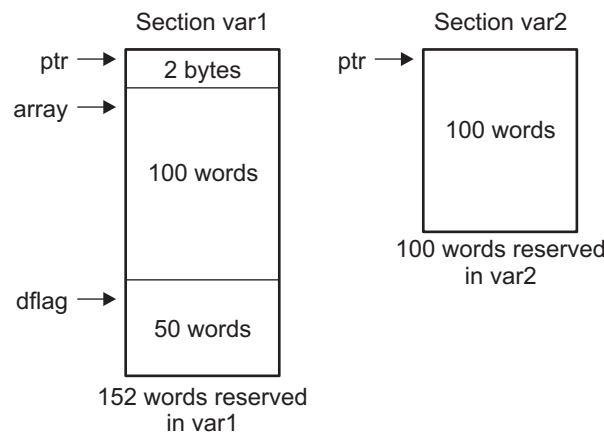 Section var1
ptr
2 bytes
array
100 words
dflag
50 words
152 words reserved
in var1
Section var2
ptr
100 words
100 words reserved
in var2